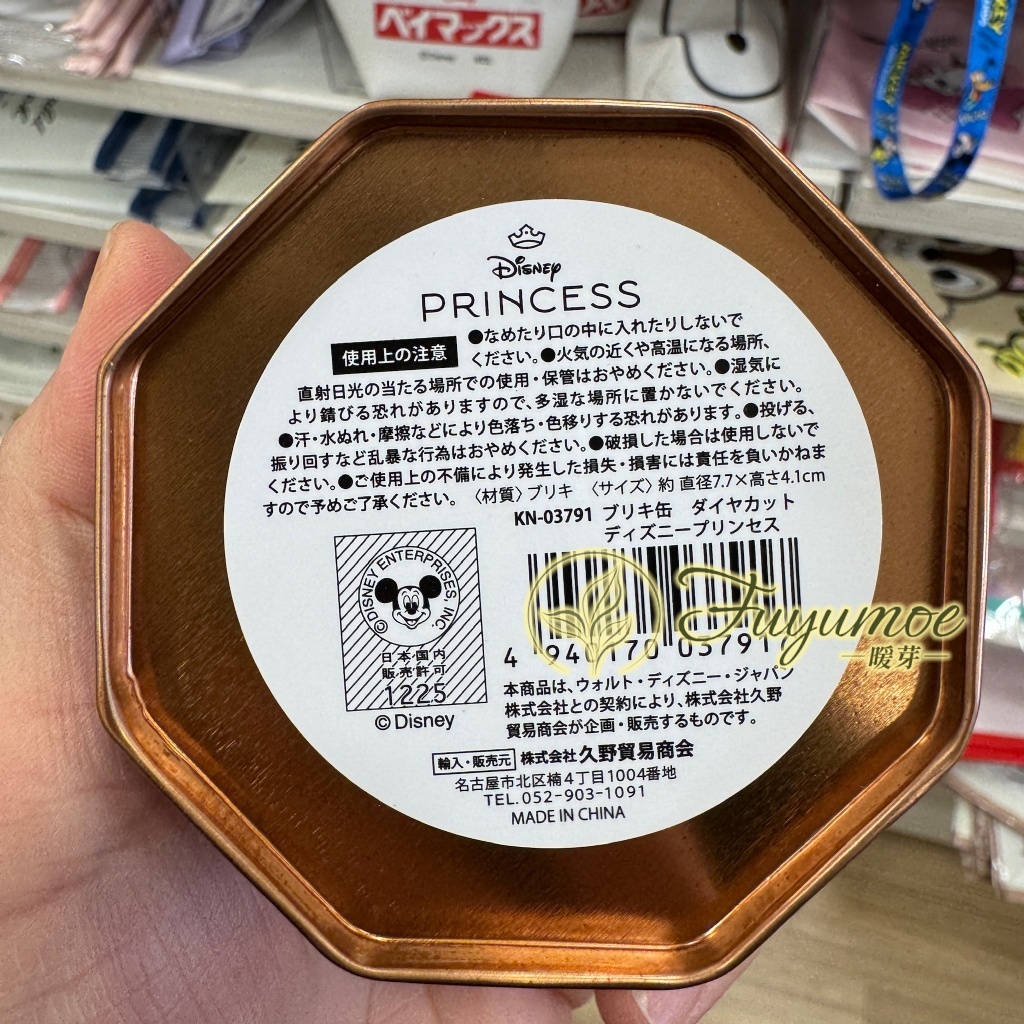 ベイマックス
Disney
PRINCESS
使用上の注意
●なめたり口の中に入れたりしないで
ください。●火気の近くや高温になる場所、
直射日光の当たる場所での使用・保管はおやめください。●湿気に
より錆びる恐れがありますので、多湿な場所に置かないでください。
●汗・水ぬれ・摩擦などにより色落ち・色移りする恐れがあります。●投げる、
振り回すなど乱暴な行為はおやめください。●破損した場合は使用しないで
ください。●ご使用上の不備により発生した損失・損害には責任を負いかねま
すので予めご了承ください。〈材質〉ブリキ 〈サイズ〉約 直径7.7×高さ4.1cm
KN-03791 ブリキ缶 ダイヤカット
ディズニープリンセス
©DISNEY ENTERPRISES, INC.
日本国内
販売許可
1225
©Disney
Fuyumoe
暖芽
本商品は、ウォルト・ディズニー・ジャパン
株式会社との契約により、株式会社久野
貿易商会が企画・販売するものです。
輸入・販売元 株式会社久野貿易商会
名古屋市北区楠4丁目1004番地
TEL.052-903-1091
MADE IN CHINA